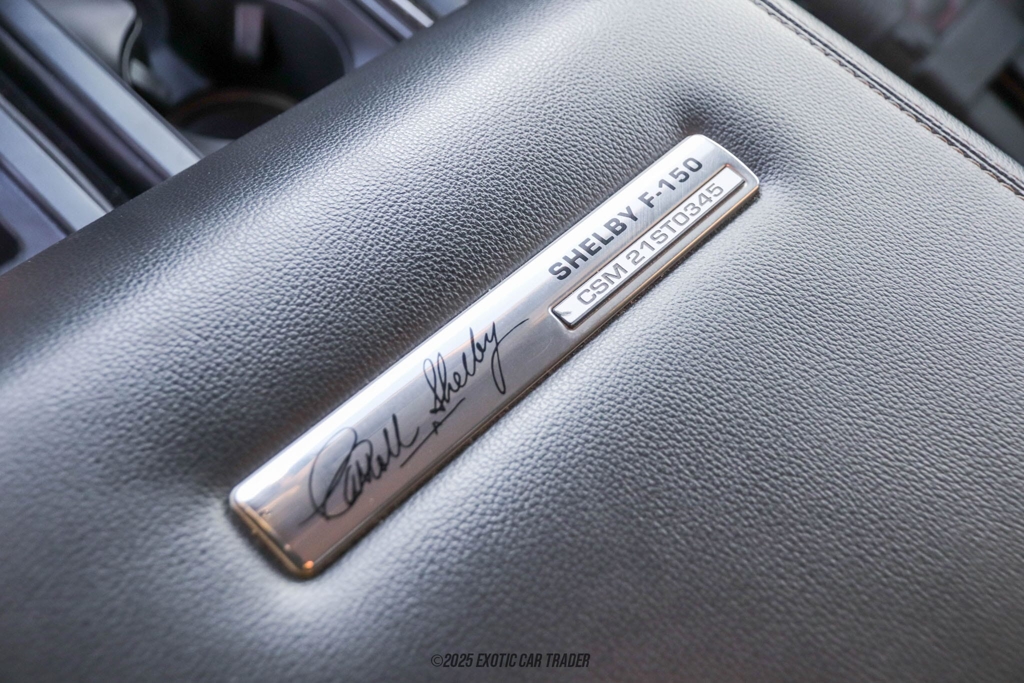 SHELBY F-150
CSM 21ST0345
Carroll Shelby
©2025 EXOTIC CAR TRADER